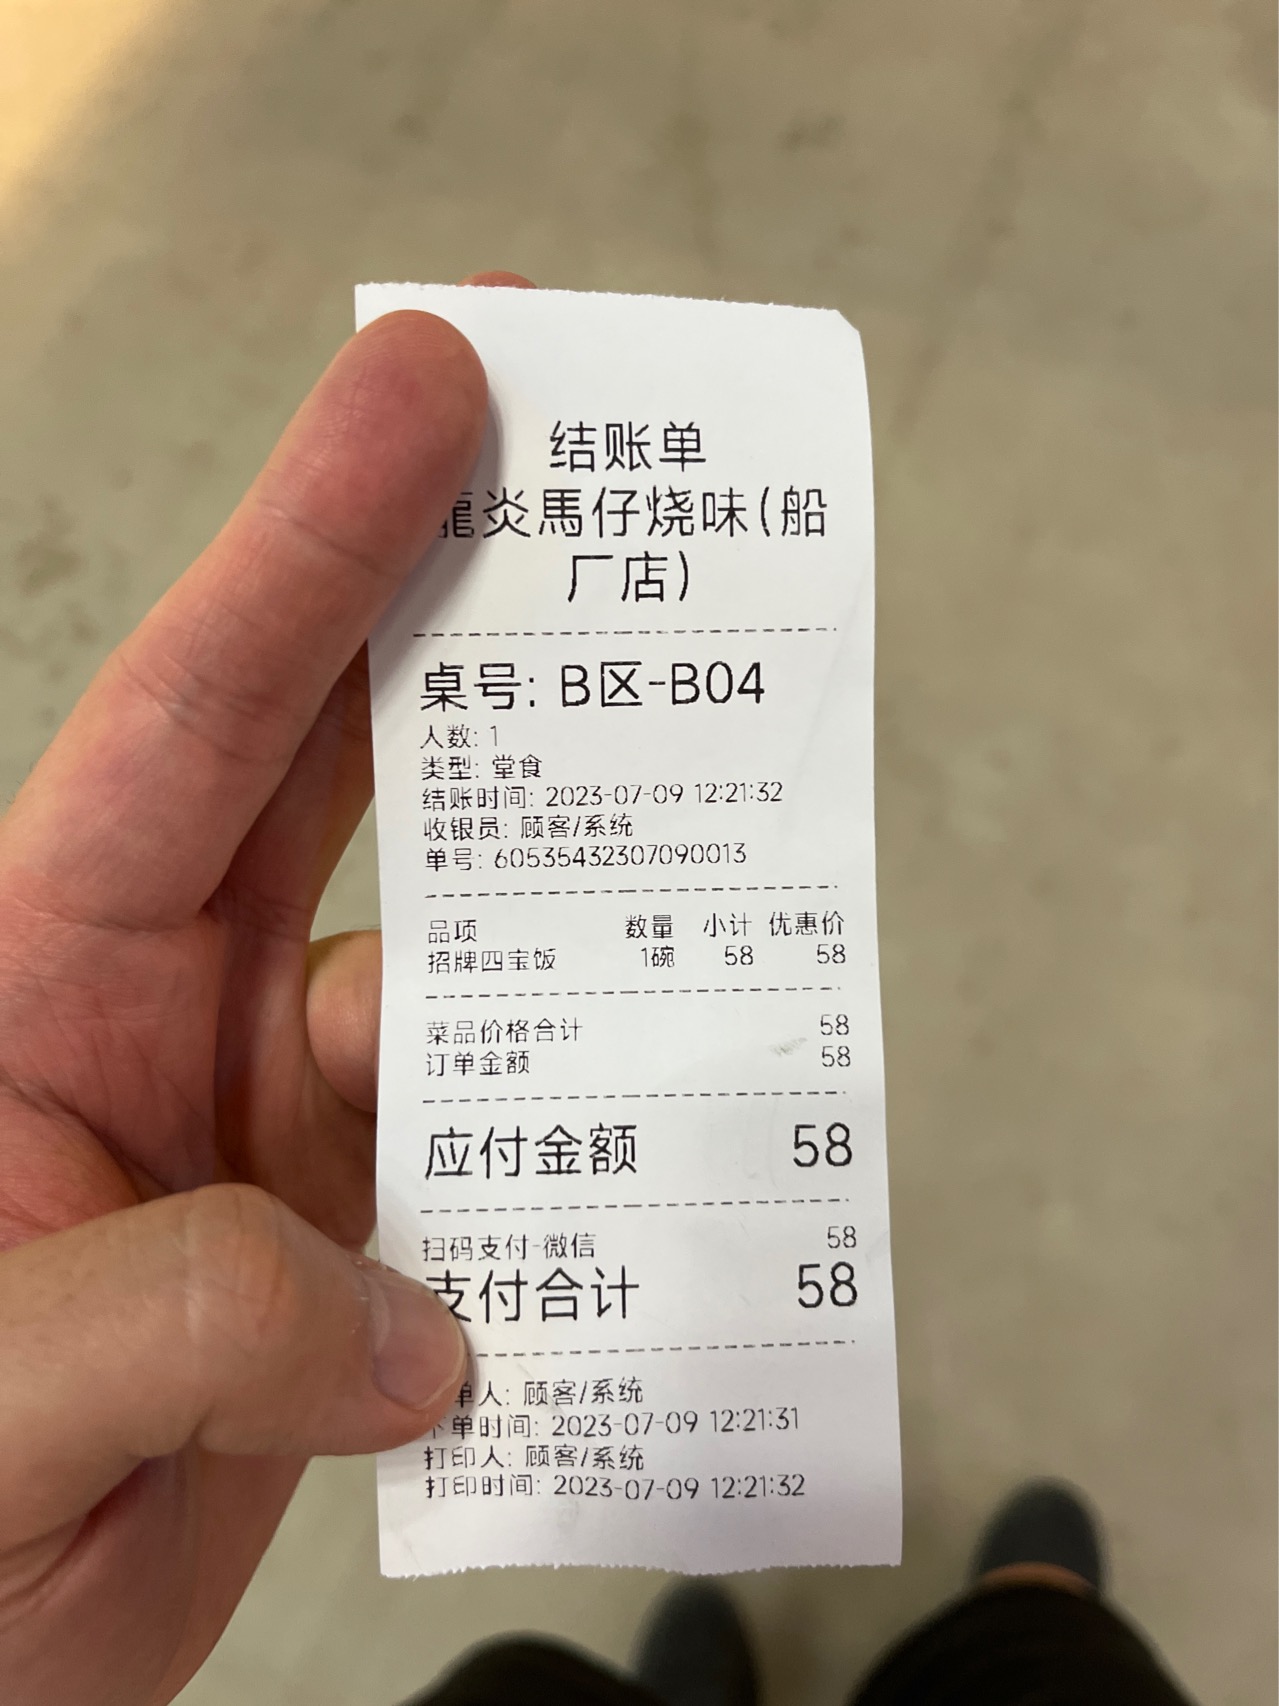 结账单
龍炎馬仔烧味(船
厂店)
桌号: B区-B04
人数: 1
类型: 堂食
结账时间: 2023-07-09 12:21:32
收银员: 顾客/系统
单号: 60535432307090013
品项 数量 小计 优惠价
招牌四宝饭 1碗 58 58
菜品价格合计 58
订单金额 58
应付金额 58
扫码支付-微信 58
支付合计 58
单人: 顾客/系统
下单时间: 2023-07-09 12:21:31
打印人: 顾客/系统
打印时间: 2023-07-09 12:21:32